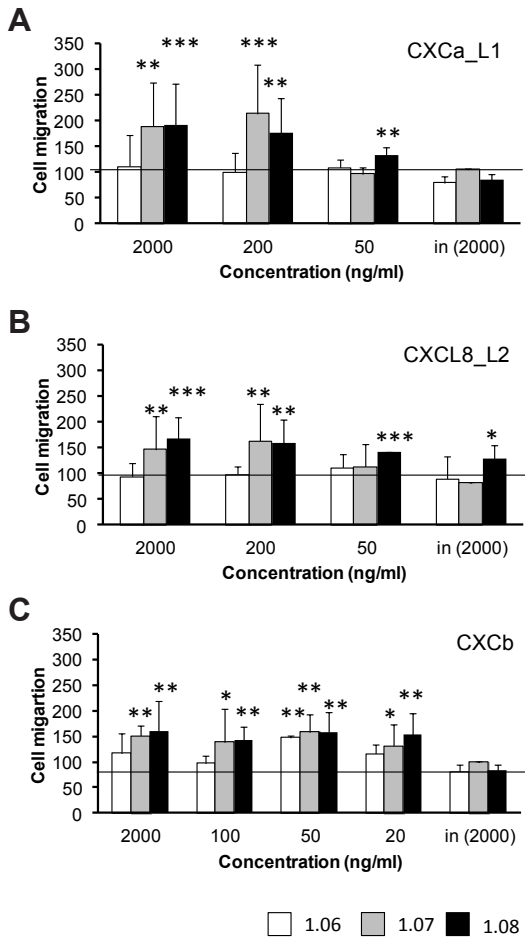 A
CXCa_L1
Cell migration
350
300
250
200
150
100
50
0
** *** *** ** **
2000 200 50 in (2000)
Concentration (ng/ml)
B
CXCL8_L2
Cell migration
350
300
250
200
150
100
50
0
** *** ** ** *** *
2000 200 50 in (2000)
Concentration (ng/ml)
C
CXCb
Cell migartion
350
300
250
200
150
100
50
0
** ** * ** ** ** ** * **
2000 100 50 20 in (2000)
Concentration (ng/ml)
1.06 1.07 1.08